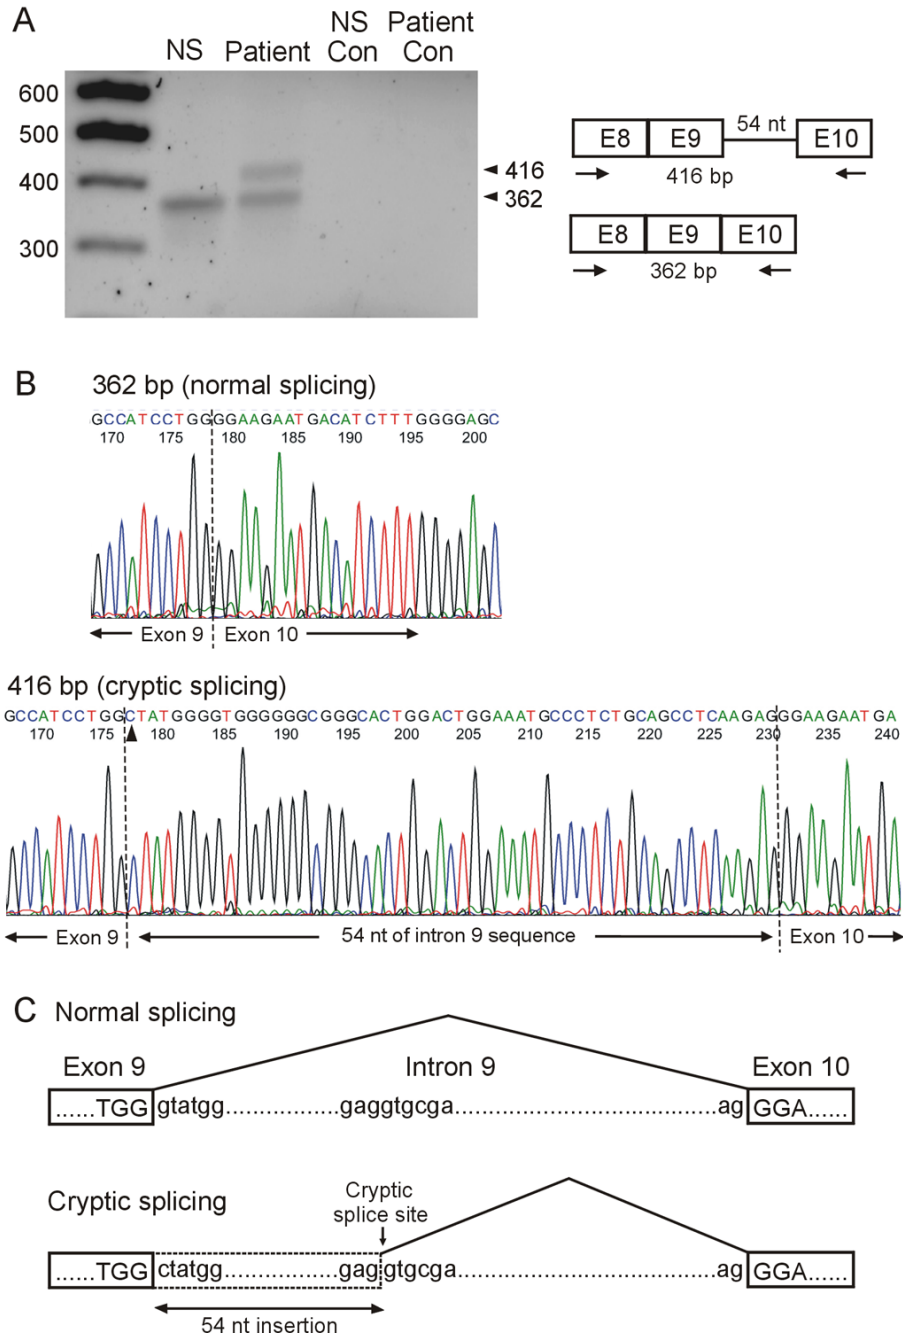 A
NS
Patient
NS
Con
Patient
Con
600
500
400
300
416
362
E8
E9
54 nt
E10
416 bp
E8
E9
E10
362 bp
B
362 bp (normal splicing)
GCCATCCTGGGGAAGAATGACATCTTTGGGGAGC
170 175 180 185 190 195 200
Exon 9 Exon 10
416 bp (cryptic splicing)
GCCATCCTGGCTATGGGGTGGGGGGCGGGCACTGGACTGGAAATGCCCTCTGCAGCCTCAAGAGGGAAGAATGA
170 175 180 185 190 195 200 205 210 215 220 225 230 235 240
Exon 9 54 nt of intron 9 sequence Exon 10
C Normal splicing
Exon 9 Intron 9 Exon 10
......TGG gtatgg....................gaggtgcga..............................................ag GGA......
Cryptic splicing
Cryptic
splice site
......TGG ctatgg....................gag gtgcga..............................................ag GGA......
54 nt insertion